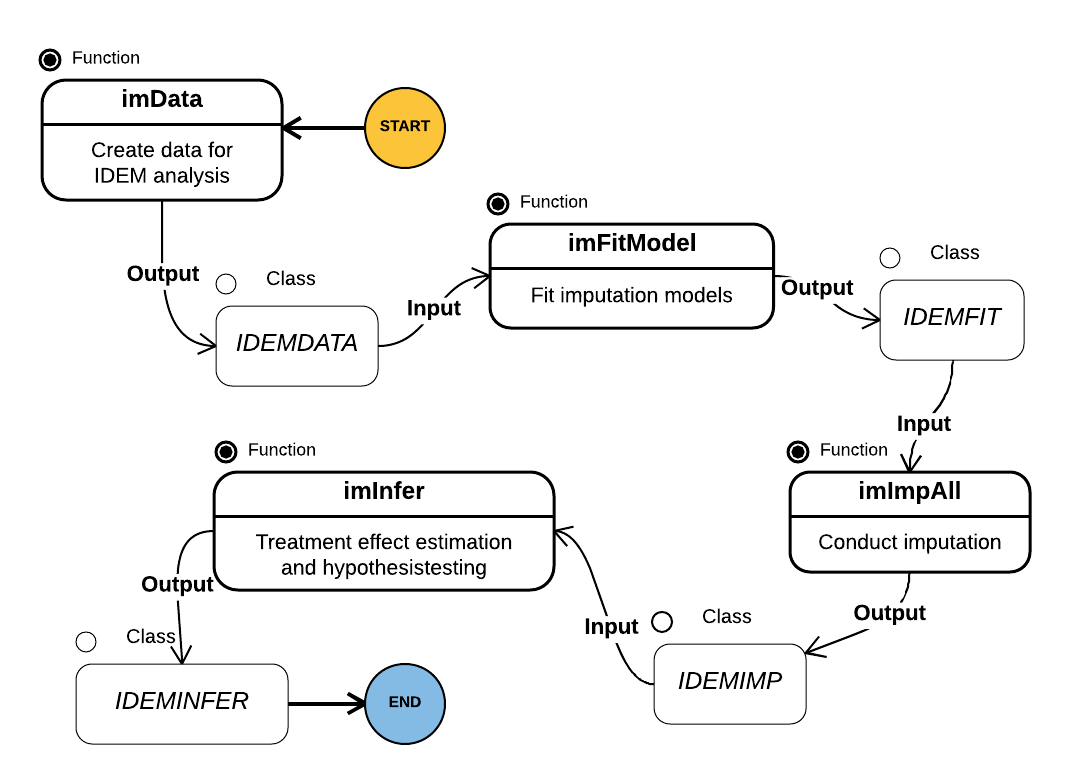 Function
imData
Create data for
IDEM analysis
START
Output
Class
IDEMDATA
Input
Function
imFitModel
Fit imputation models
Output
Class
IDEMFIT
Input
Function
imImpAll
Conduct imputation
Output
Class
IDEMIMP
Input
Function
imInfer
Treatment effect estimation
and hypothesistesting
Output
Class
IDEMINFER
END